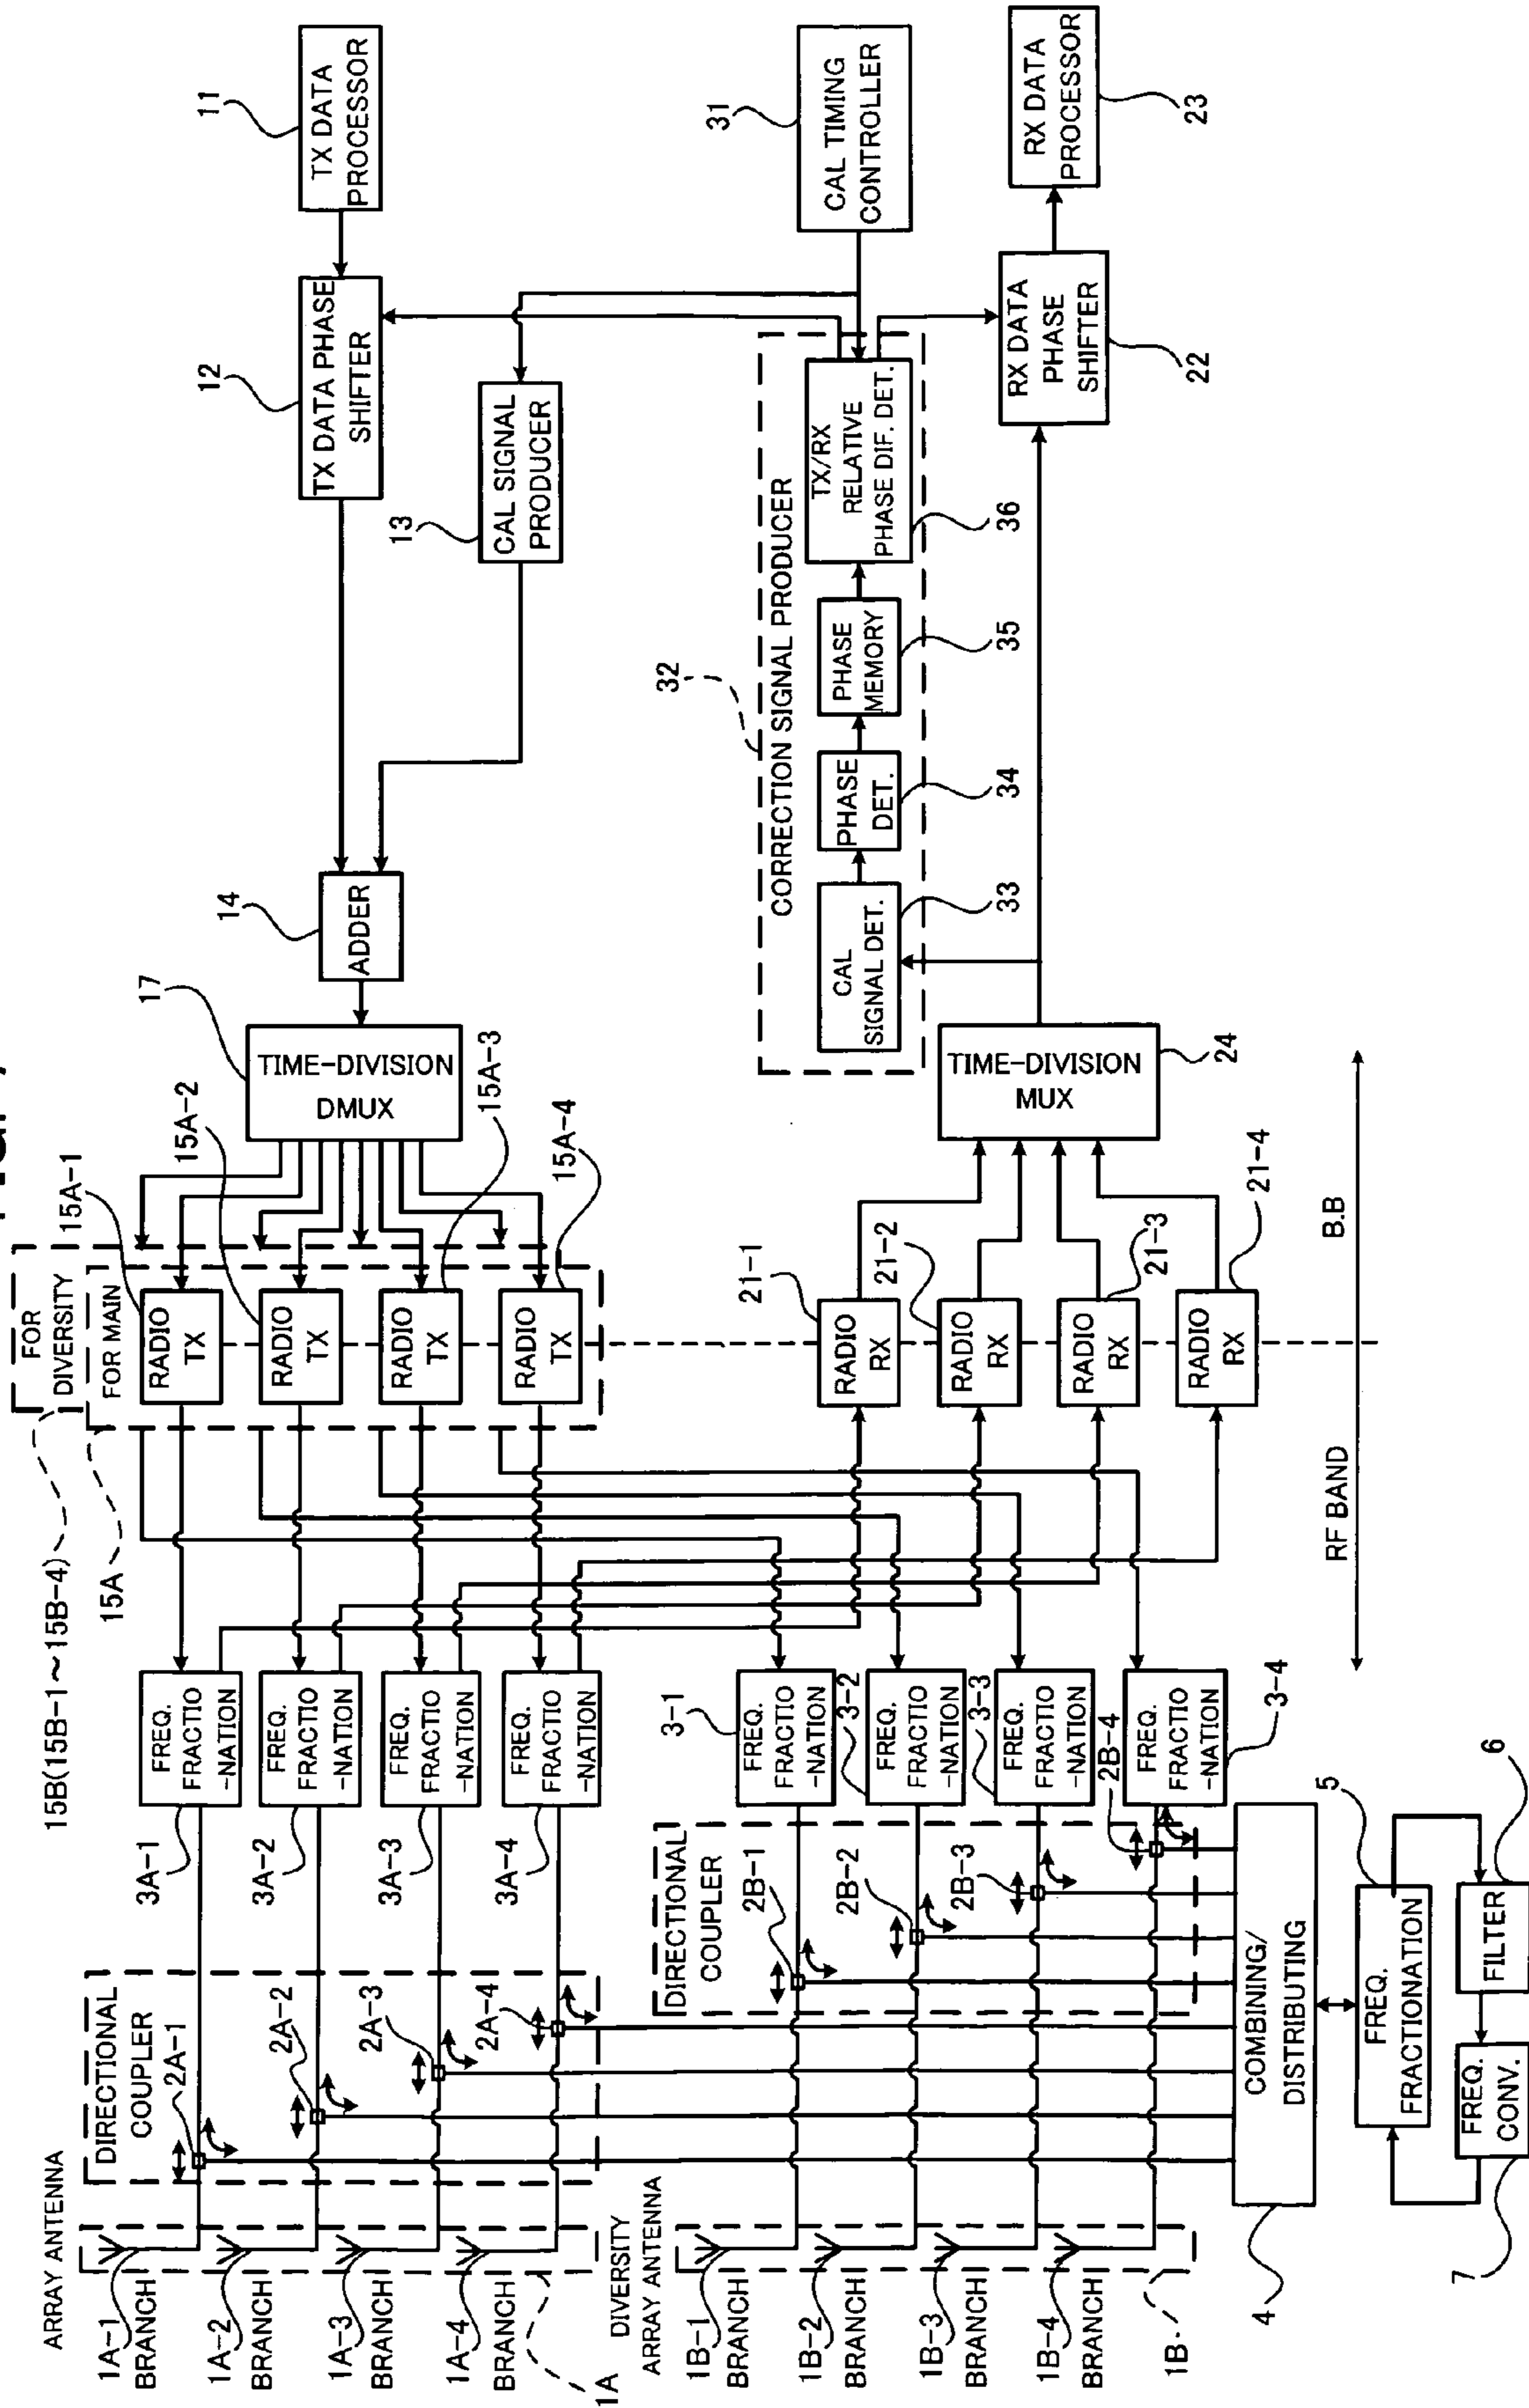 11
TX DATA
PROCESSOR
12
TX DATA PHASE
SHIFTER
13
CAL SIGNAL
PRODUCER
14
ADDER
17
TIME-DIVISION
DMUX
31
CAL TIMING
CONTROLLER
23
RX DATA
PROCESSOR
22
RX DATA
PHASE
SHIFTER
32
CORRECTION SIGNAL PRODUCER
TX/RX
RELATIVE
PHASE DIF. DET.
36
PHASE
MEMORY
35
PHASE
DET.
34
CAL
SIGNAL DET.
33
TIME-DIVISION
MUX
24
FOR
DIVERSITY
FOR MAIN
15A-1
15A-2
15A-3
15A-4
RADIO
TX
RADIO
TX
RADIO
TX
RADIO
TX
15B(15B-1~15B-4)
15A
21-1
21-2
21-3
21-4
RADIO
RX
RADIO
RX
RADIO
RX
RADIO
RX
B.B
RF BAND
FREQ.
FRACTIO
-NATION
3A-1
FREQ.
FRACTIO
-NATION
3A-2
FREQ.
FRACTIO
-NATION
3A-3
FREQ.
FRACTIO
-NATION
3A-4
3-1
FREQ.
FRACTIO
-NATION
3-2
FREQ.
FRACTIO
-NATION
3-3
FREQ.
FRACTIO
-NATION
3-4
FREQ.
FRACTIO
-NATION
DIRECTIONAL
COUPLER
2A-1
2A-2
2A-3
2A-4
DIRECTIONAL
COUPLER
2B-1
2B-2
2B-3
2B-4
ARRAY ANTENNA
1A-1
BRANCH
1A-2
BRANCH
1A-3
BRANCH
1A-4
BRANCH
1A
DIVERSITY
ARRAY ANTENNA
1B-1
BRANCH
1B-2
BRANCH
1B-3
BRANCH
1B-4
BRANCH
1B
COMBINING/
DISTRIBUTING
4
5
FREQ.
FRACTIONATION
6
FILTER
FREQ.
CONV.
7